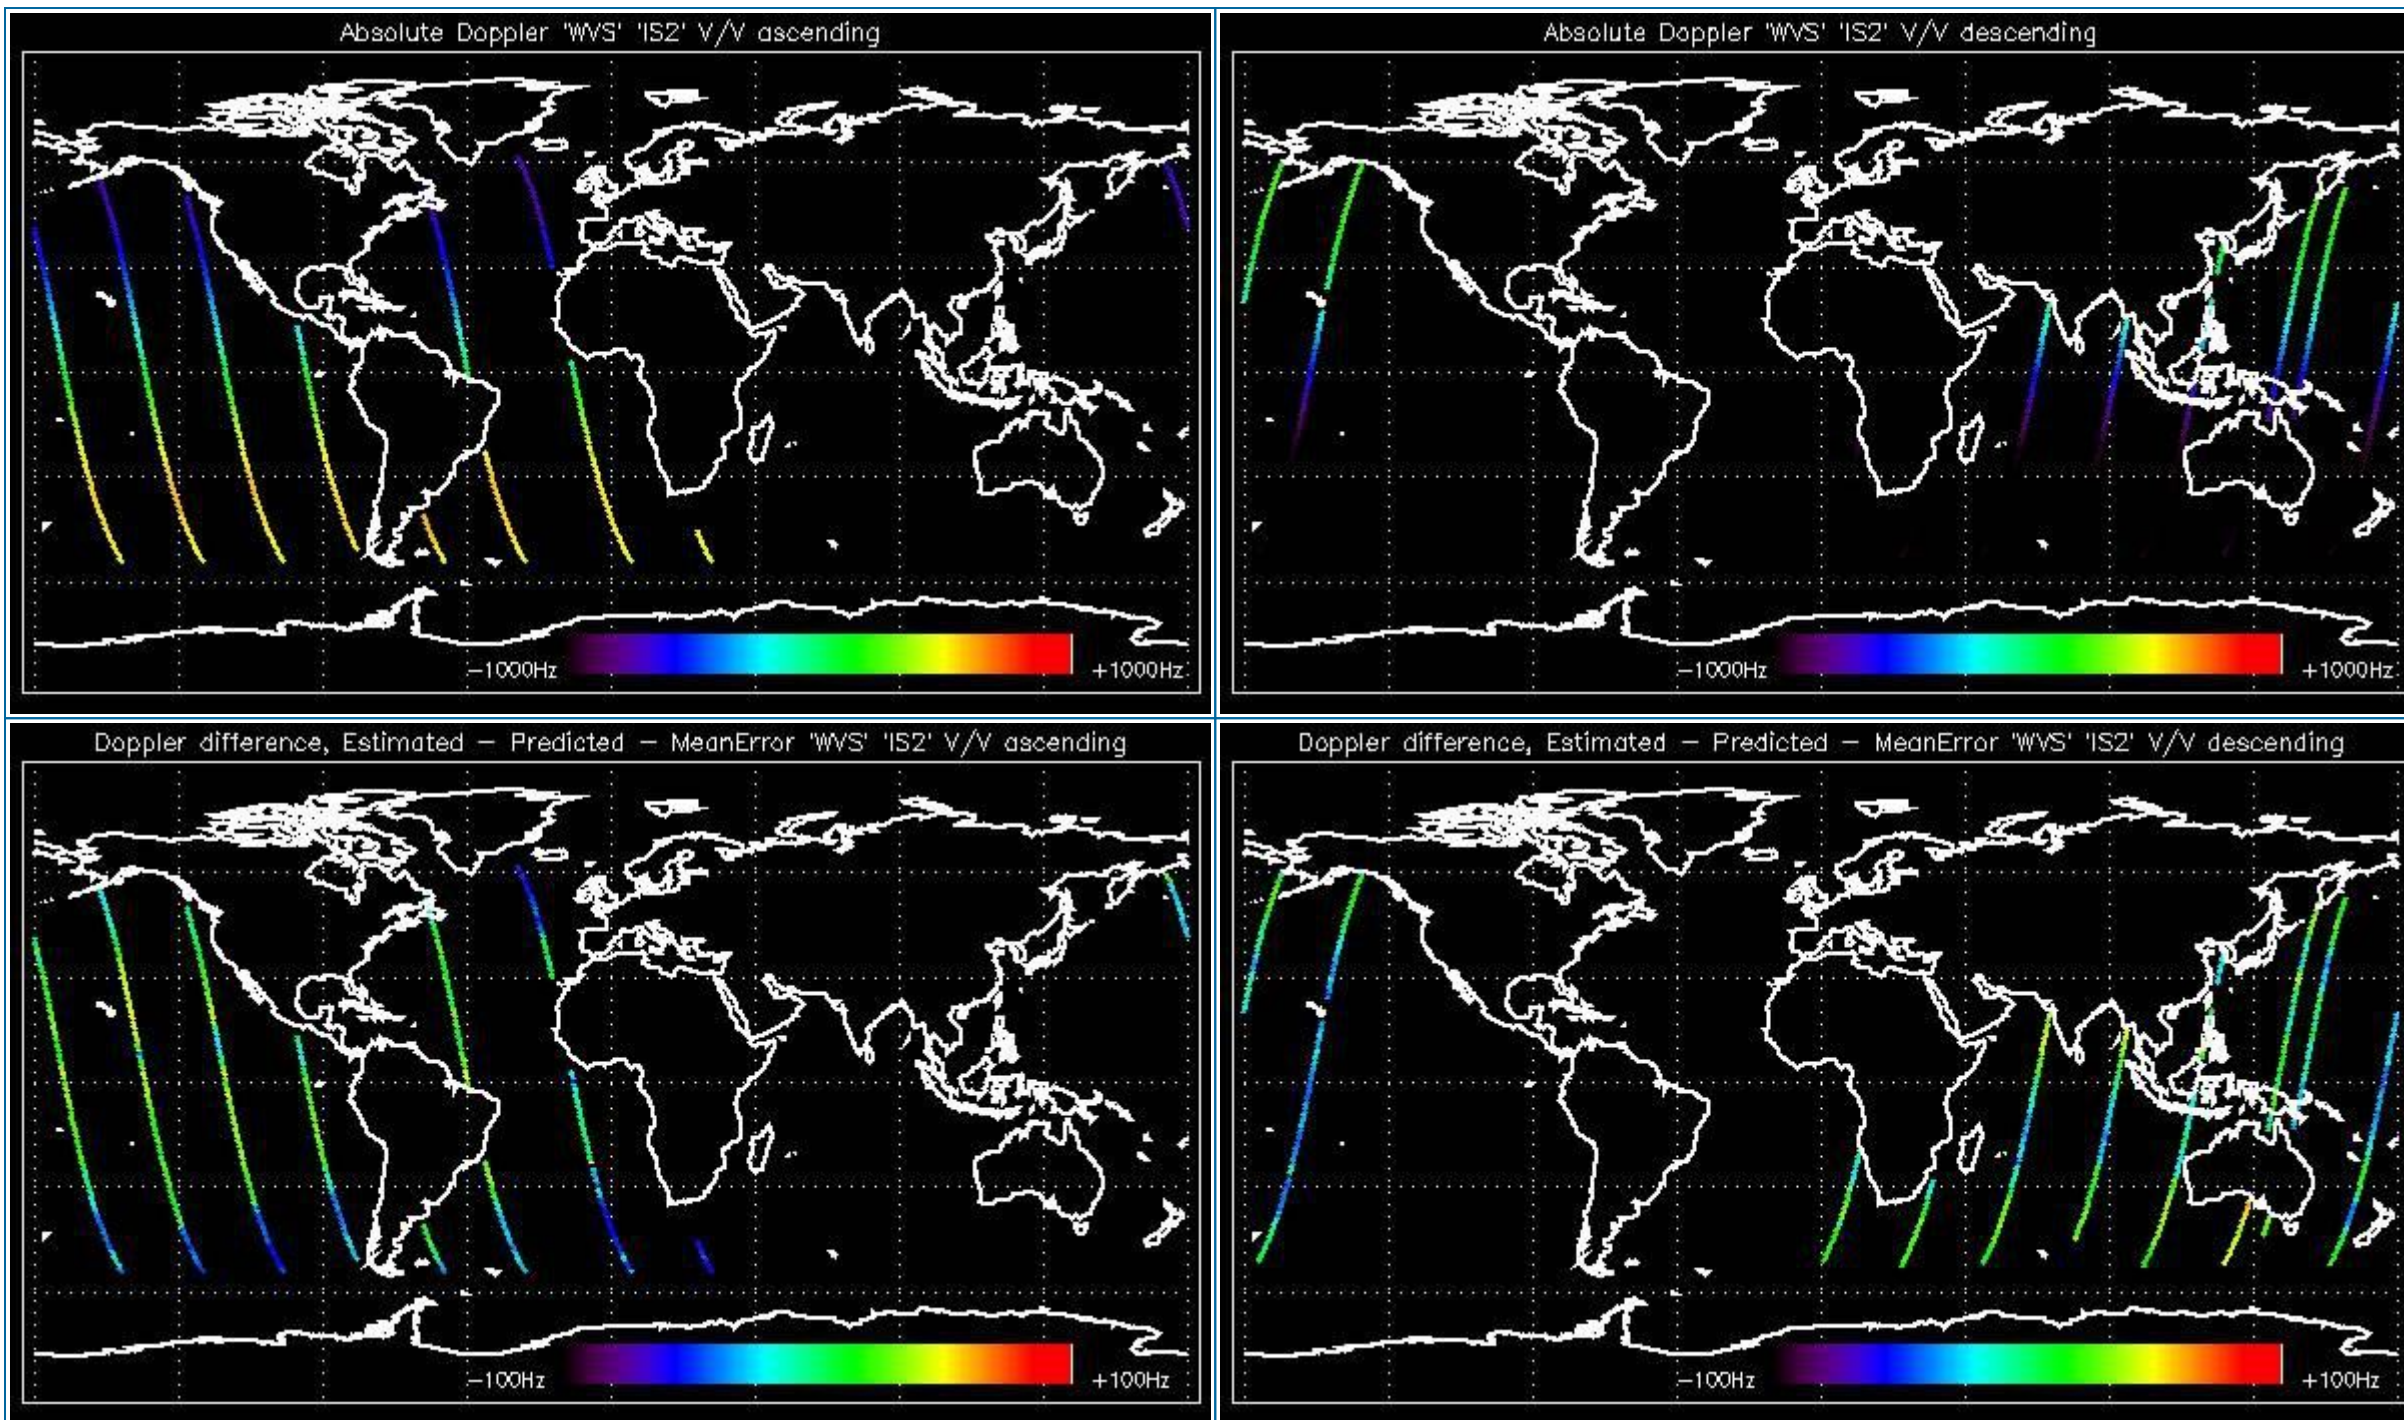 Absolute Doppler 'WVS' 'IS2' V/V ascending
-1000Hz
+1000Hz
Absolute Doppler 'WVS' 'IS2' V/V descending
-1000Hz
+1000Hz
Doppler difference, Estimated - Predicted - MeanError 'WVS' 'IS2' V/V ascending
-100Hz
+100Hz
Doppler difference, Estimated - Predicted - MeanError 'WVS' 'IS2' V/V descending
-100Hz
+100Hz